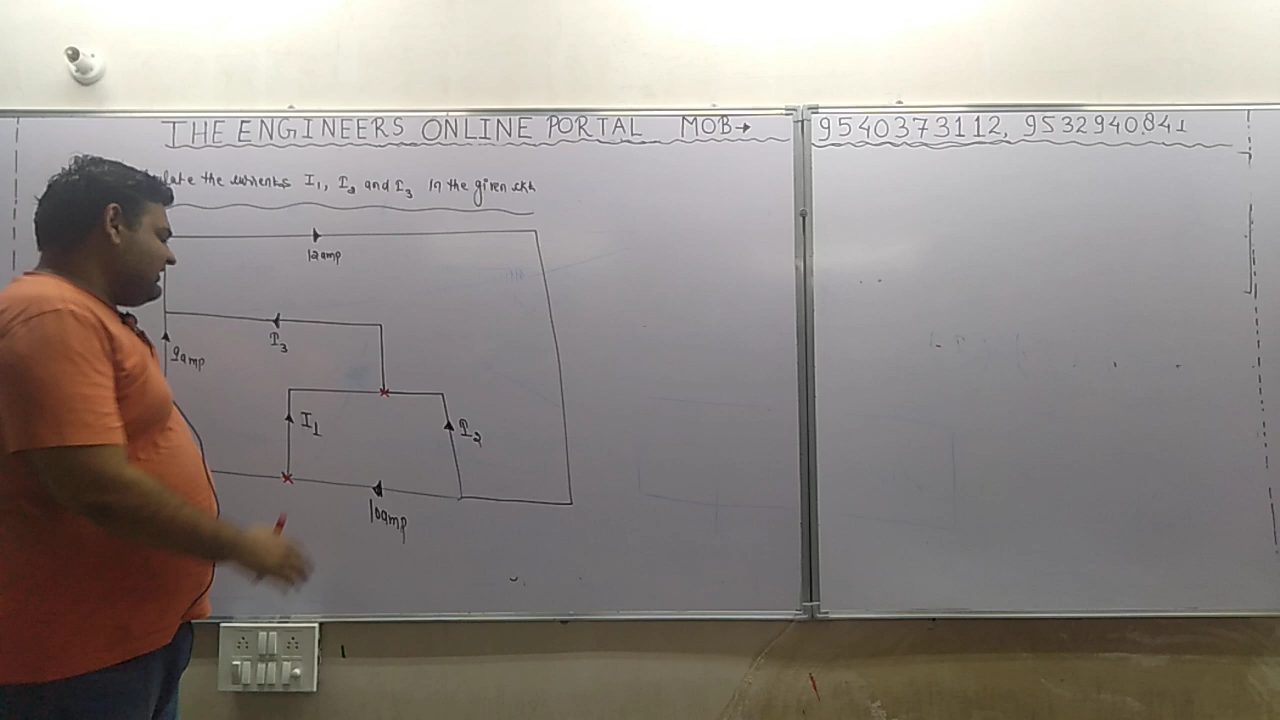 THE ENGINEERS ONLINE PORTAL MOB→ 9540373112, 9532940841
the currents I1, I2 and I3 in the given ckt
12amp
I3
9amp
I1
I2
10amp